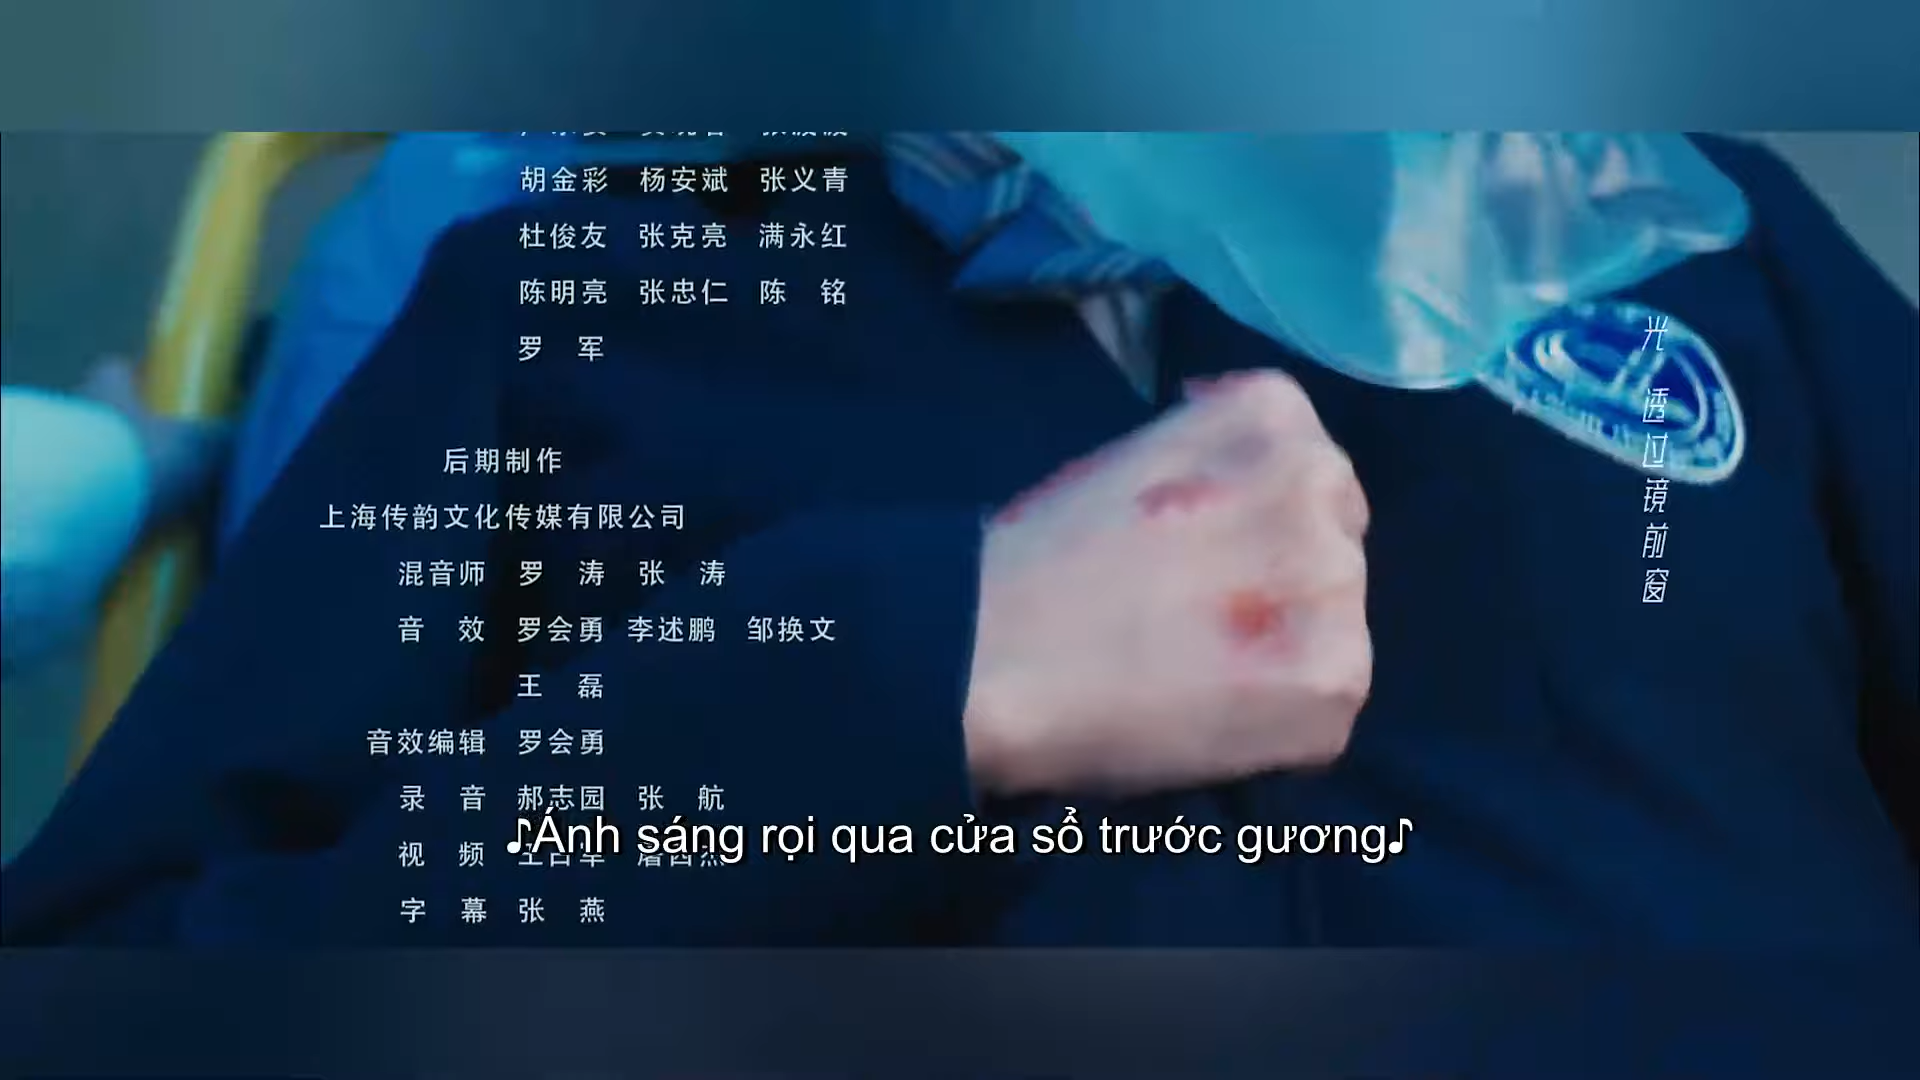 胡金彩 杨安斌 张义青
杜俊友 张克亮 满永红
陈明亮 张忠仁 陈 铭
罗 军
后期制作
上海传韵文化传媒有限公司
混音师 罗 涛 张 涛
音 效 罗会勇 李述鹏 邹换文
王 磊
音效编辑 罗会勇
录 音 郝志园 张 航
♪Ánh sáng rọi qua cửa sổ trước gương♪
视 频
字 幕 张 燕
光 透过镜前窗